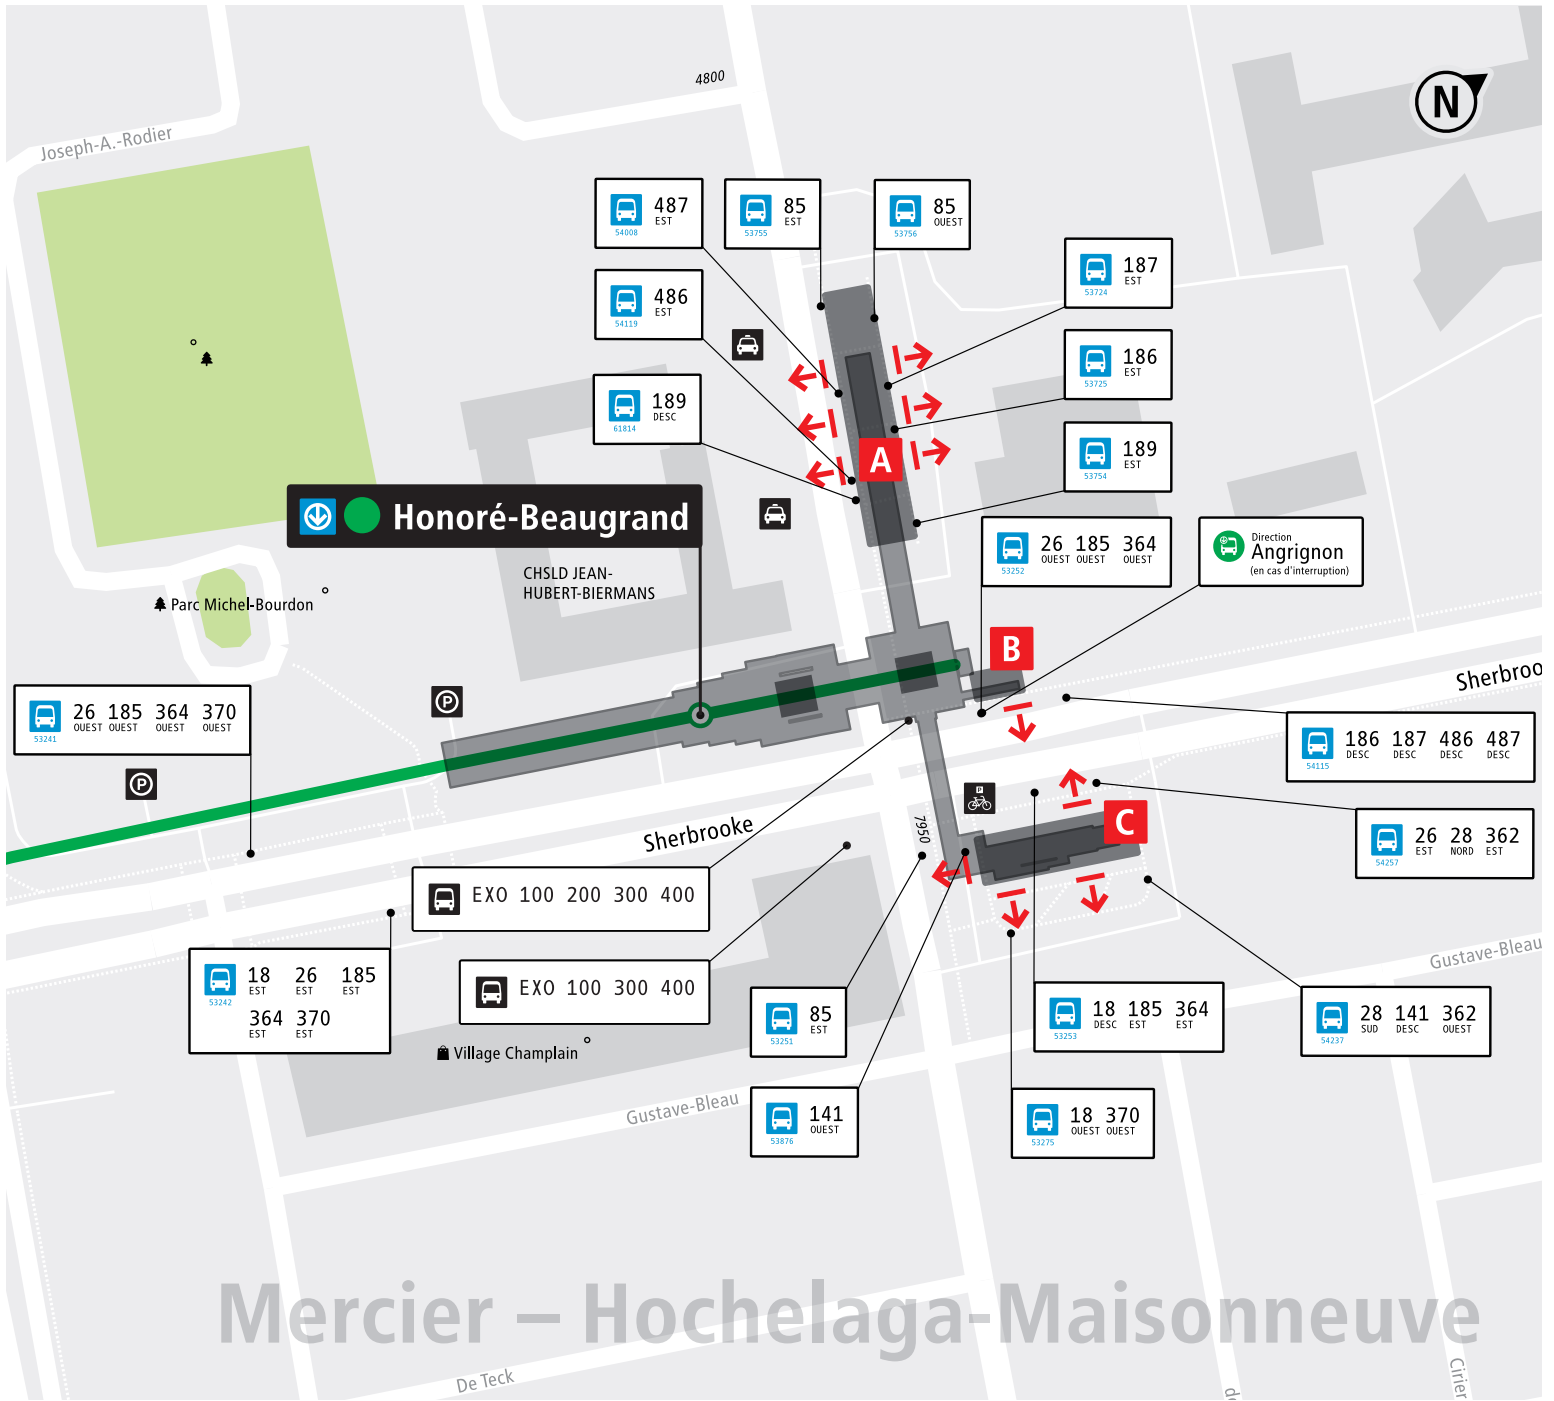 4800
N
Joseph-A.-Rodier
487
EST
54008
85
EST
53755
85
OUEST
53756
187
EST
53724
486
EST
54119
186
EST
53725
189
DESC
61814
A
189
EST
53754
Honoré-Beaugrand
CHSLD JEAN-
HUBERT-BIERMANS
26 185 364
OUEST OUEST OUEST
53252
Direction
Angrignon
(en cas d'interruption)
Parc Michel-Bourdon
B
Sherbroo
P
26 185 364 370
OUEST OUEST OUEST OUEST
53241
P
186 187 486 487
DESC DESC DESC DESC
54115
P
C
Sherbrooke
7950
26 28 362
EST NORD EST
54257
EXO 100 200 300 400
18 26 185
EST EST EST
53242
364 370
EST EST
EXO 100 300 400
Village Champlain
85
EST
53251
18 185 364
DESC EST EST
53253
28 141 362
SUD DESC OUEST
54237
Gustave-Bleau
Gustave-Bleau
141
OUEST
53876
18 370
OUEST OUEST
53275
Mercier – Hochelaga-Maisonneuve
De Teck
Cirier